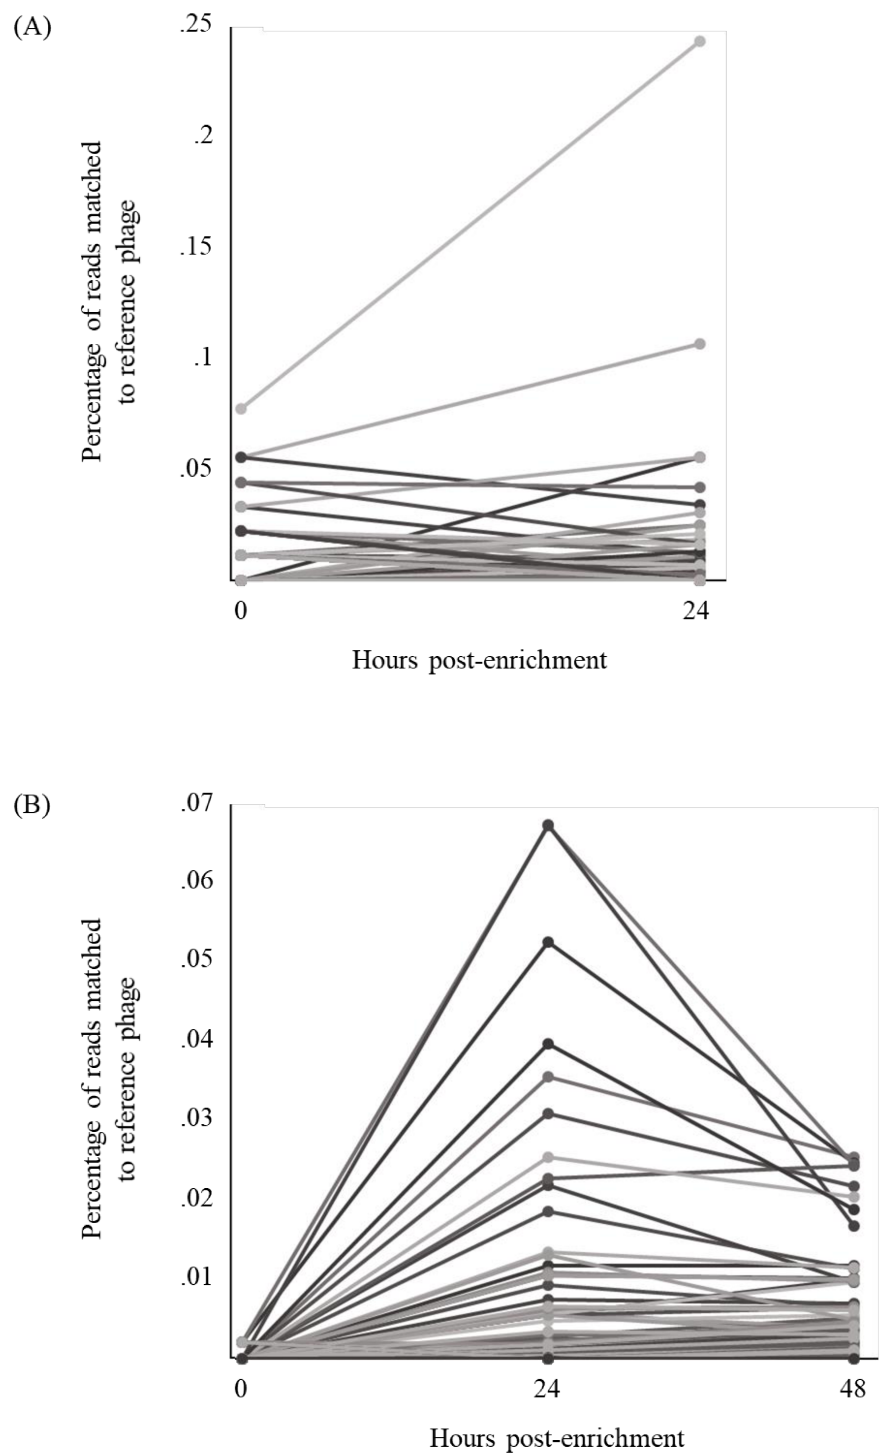 (A)
.25
.2
.15
.1
.05
Percentage of reads matched
to reference phage
0
24
Hours post-enrichment
(B)
.07
.06
.05
.04
.03
.02
.01
Percentage of reads matched
to reference phage
0
24
48
Hours post-enrichment